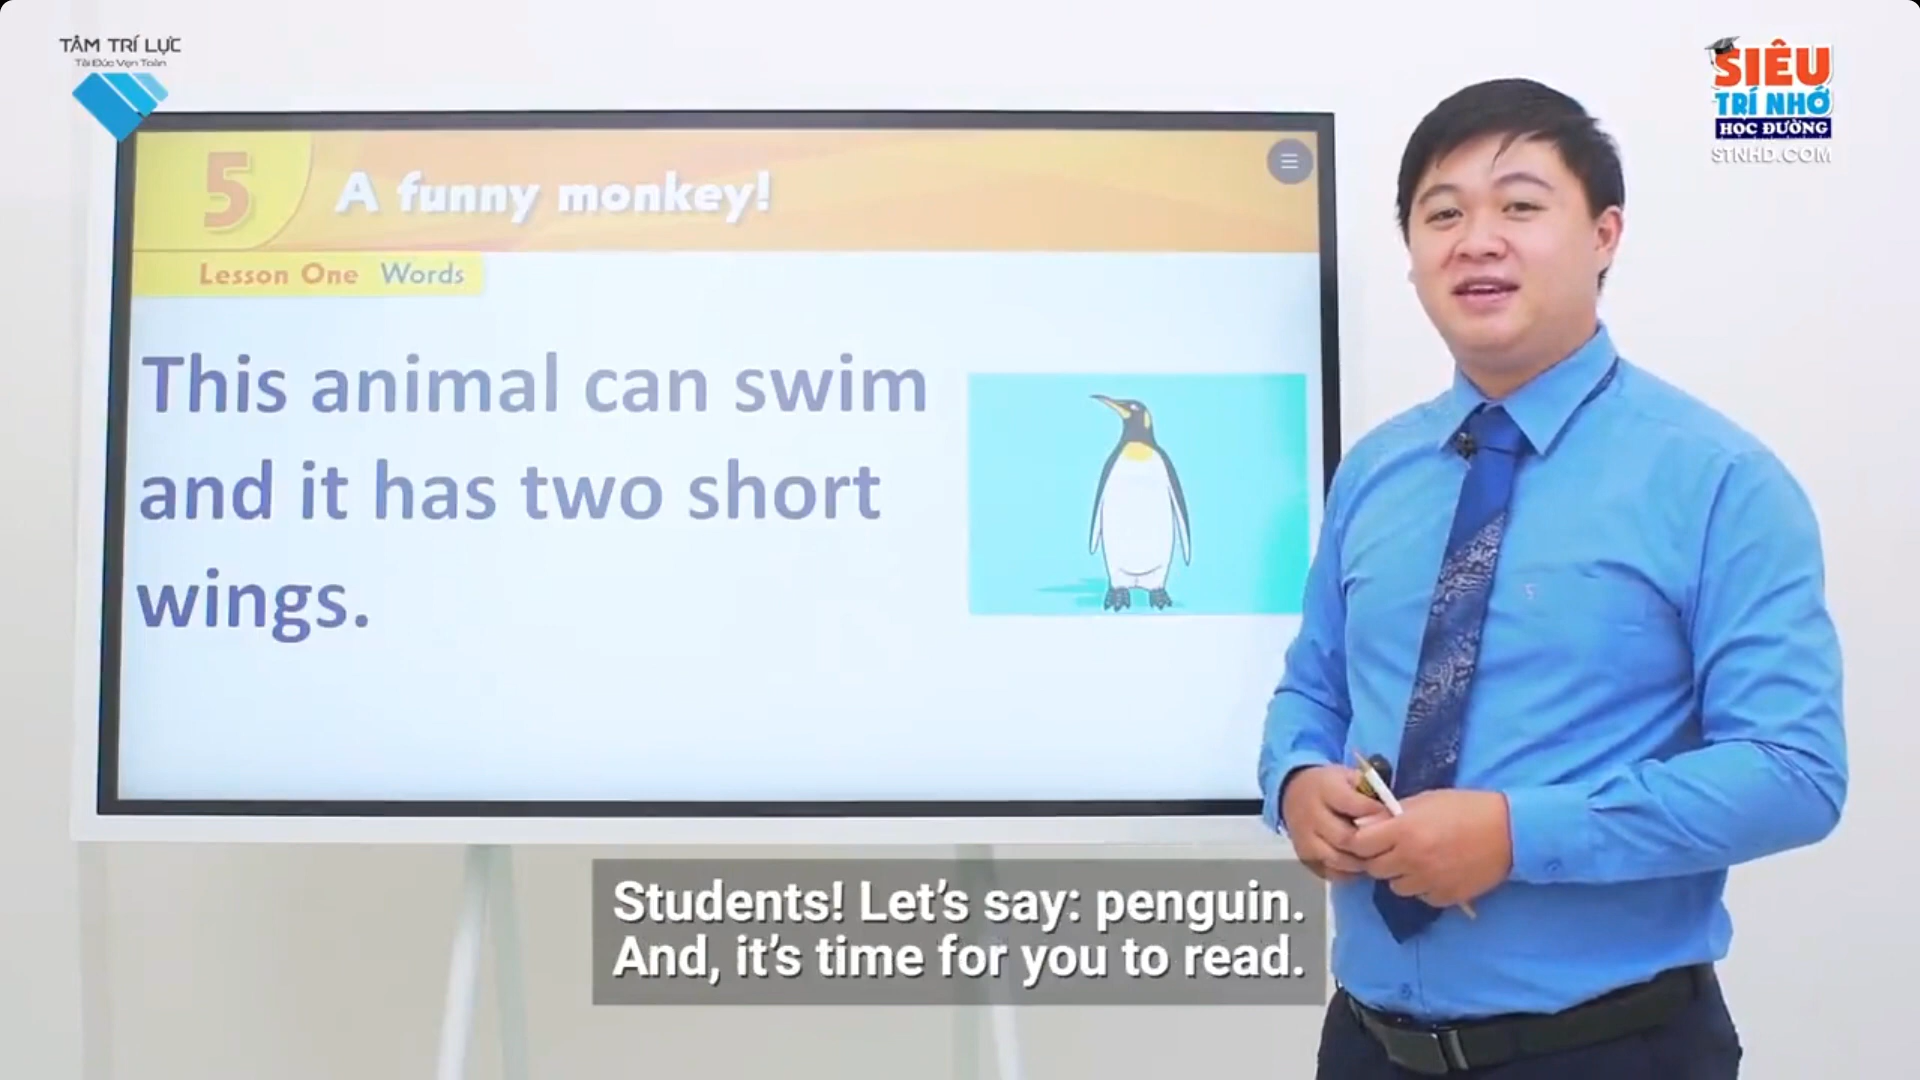 TÂM TRÍ LỰC
Tài Đức Vẹn Toàn
SIÊU
TRÍ NHỚ
HỌC ĐƯỜNG
STNHD.COM
5 A funny monkey!
Lesson One Words
This animal can swim
and it has two short
wings.
Students! Let's say: penguin.
And, it's time for you to read.